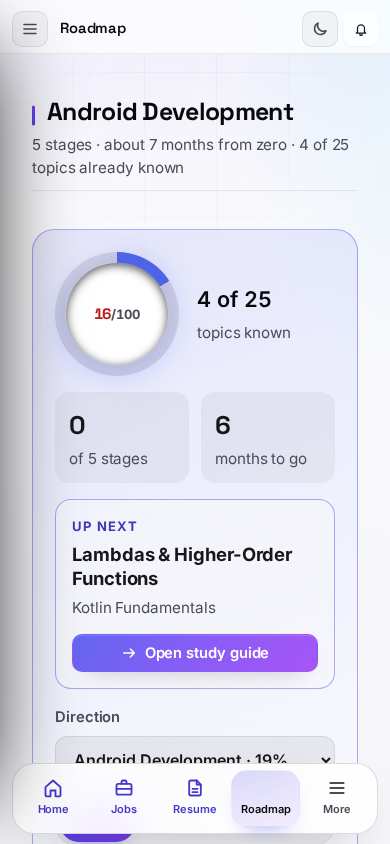 Roadmap
Android Development
5 stages · about 7 months from zero · 4 of 25
topics already known
16/100
4 of 25
topics known
0
of 5 stages
6
months to go
UP NEXT
Lambdas & Higher-Order
Functions
Kotlin Fundamentals
→ Open study guide
Direction
Android Development · 19%
Home
Jobs
Resume
Roadmap
More